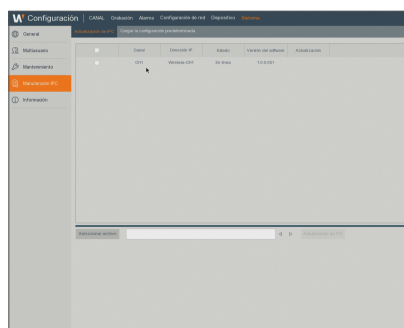 Configuración CANAL Grabación Alarma Configuración de red Dispositivo Sistema
General
Multiusuario
Mantenimiento
Mantención IPC
Información
Actualización de IPC Cargar la configuración predeterminada
Canal Dirección IP Estado Versión del software Actualización
CH1 Wireless CH1 En línea
Seleccionar archivo Actualización de IPC